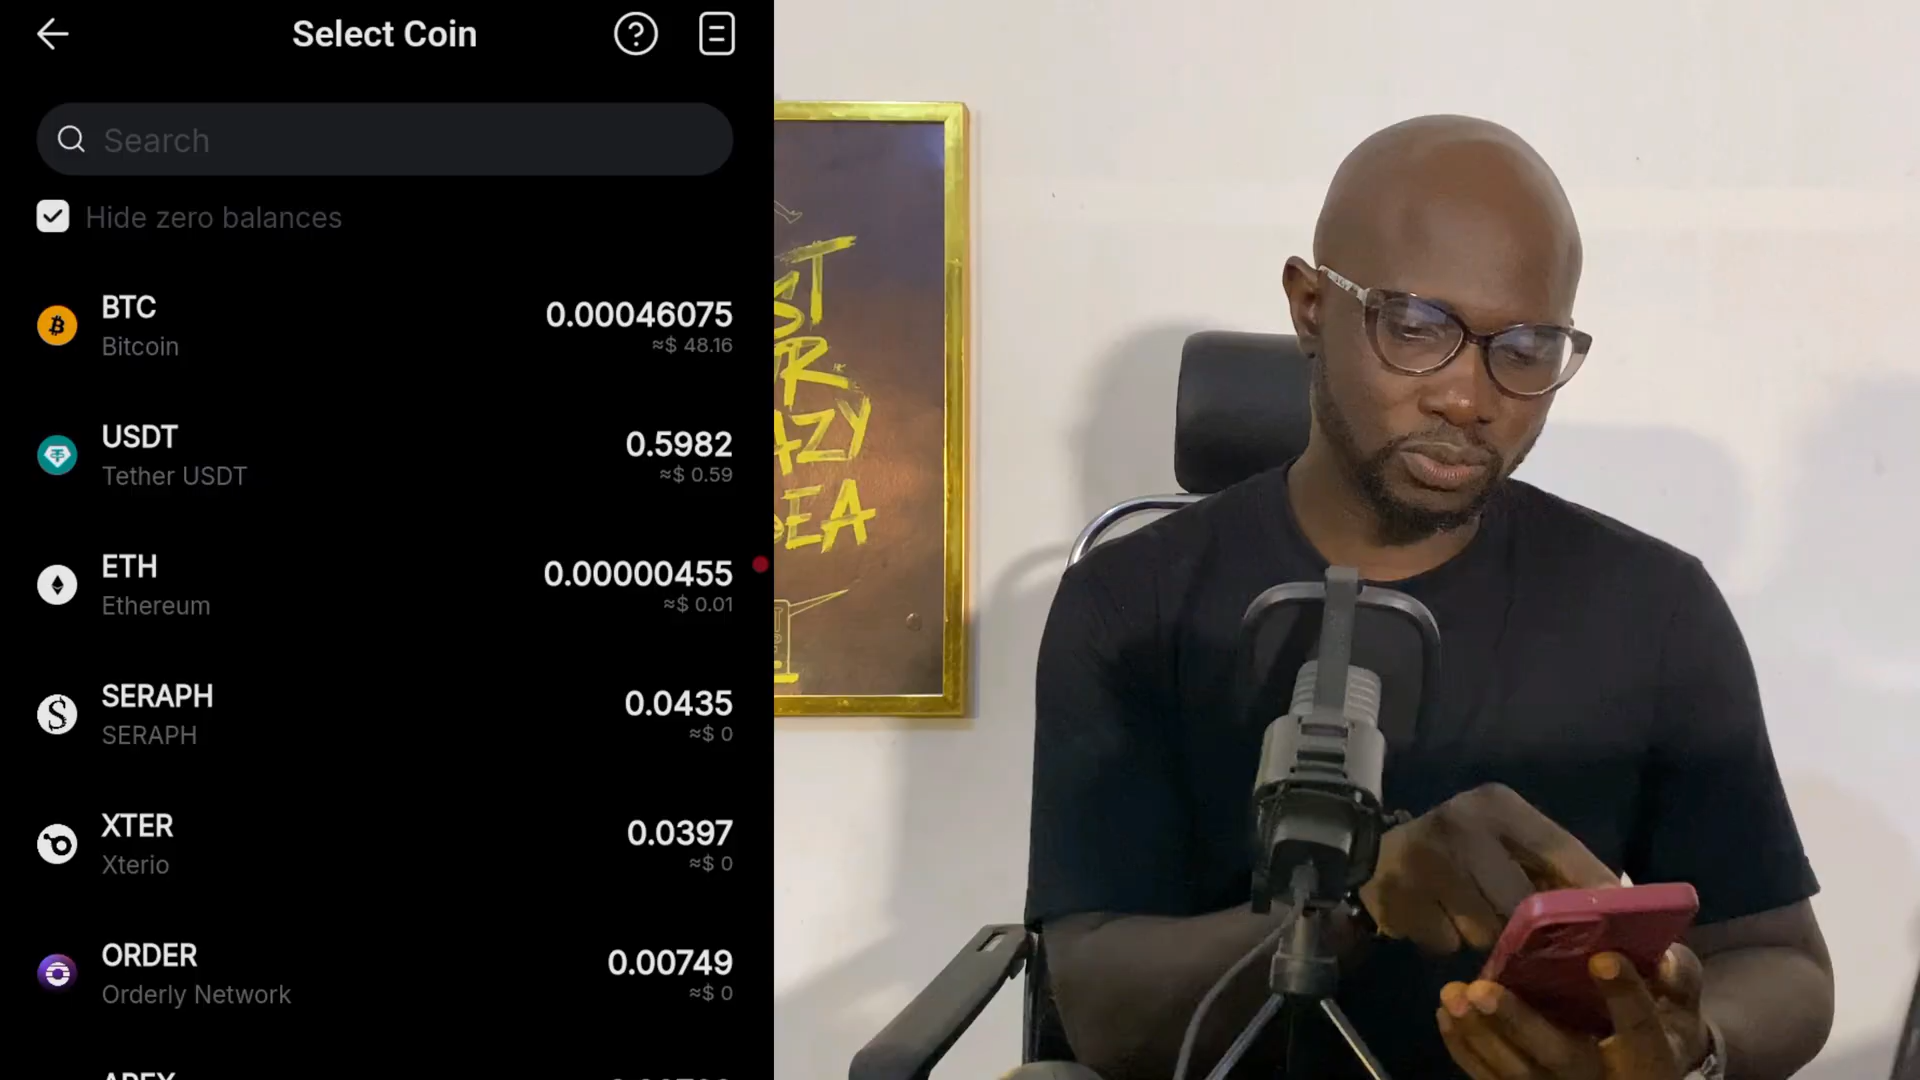 Select Coin
Search
Hide zero balances
BTC
0.00046075
Bitcoin
≈$ 48.16
USDT
0.5982
Tether USDT
≈$ 0.59
ETH
0.00000455
Ethereum
≈$ 0.01
SERAPH
0.0435
SERAPH
≈$ 0
XTER
0.0397
Xterio
≈$ 0
ORDER
0.00749
Orderly Network
≈$ 0